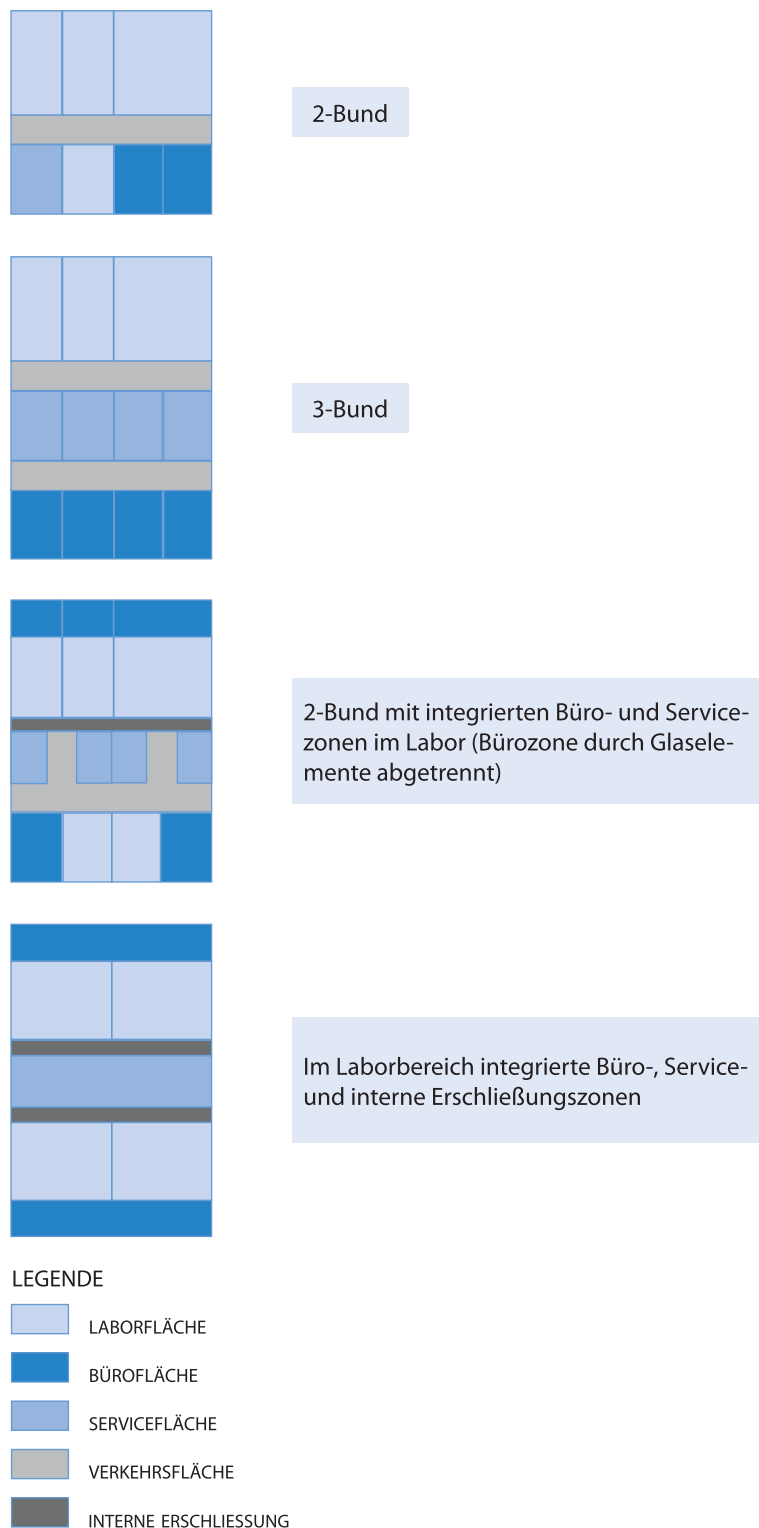 2-Bund
3-Bund
2-Bund mit integrierten Büro- und Service-
zonen im Labor (Bürozone durch Glasele-
mente abgetrennt)
Im Laborbereich integrierte Büro-, Service-
und interne Erschließungszonen
LEGENDE
LABORFLÄCHE
BÜROFLÄCHE
SERVICEFLÄCHE
VERKEHRSFLÄCHE
INTERNE ERSCHLIESSUNG